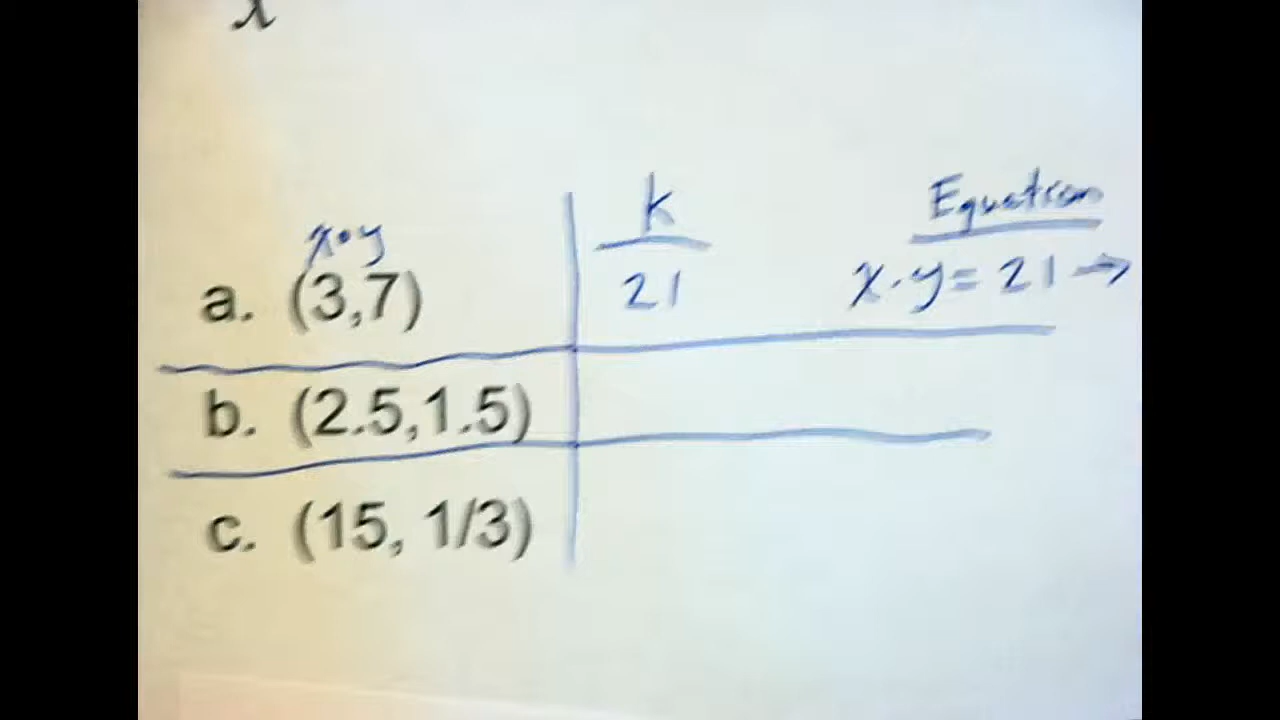 x
k
Equation
x·y
a. (3,7)
21
x·y = 21 →
b. (2.5,1.5)
c. (15, 1/3)